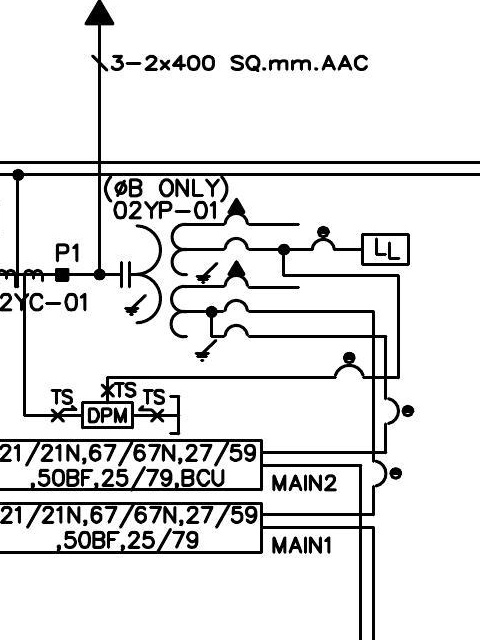 3-2x400 SQ.mm.AAC
(øB ONLY)
02YP-01
P1
LL
2YC-01
TS
TS
TS
DPM
21/21N,67/67N,27/59
,50BF,25/79,BCU
MAIN2
21/21N,67/67N,27/59
,50BF,25/79
MAIN1